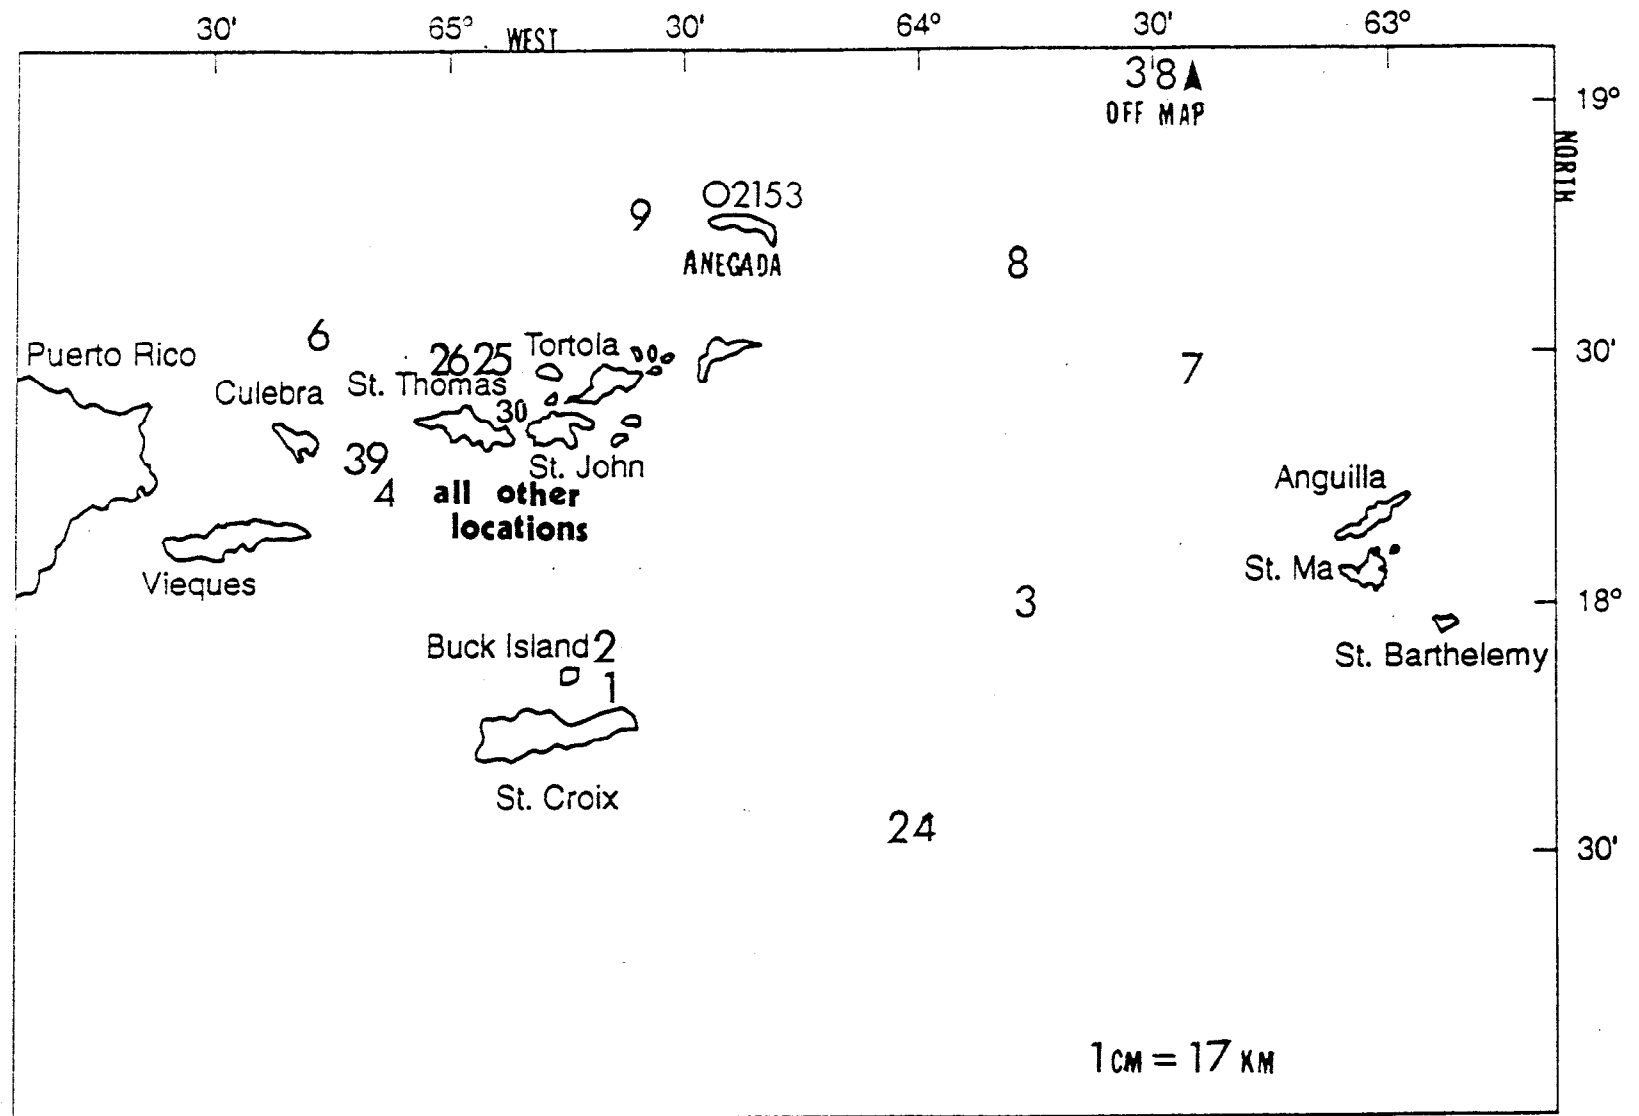 30' 65° 30' 64° 30' 63°
WEST
38
OFF MAP
19°
NORTH
O2153
9
ANEGADA
8
6
Puerto Rico
26 25 Tortola
30'
7
Culebra
St. Thomas
30
39
St. John
4
all other
locations
Anguilla
Vieques
St. Ma
3
18°
Buck Island 2
St. Barthelemy
1
St. Croix
24
30'
1 CM = 17 KM